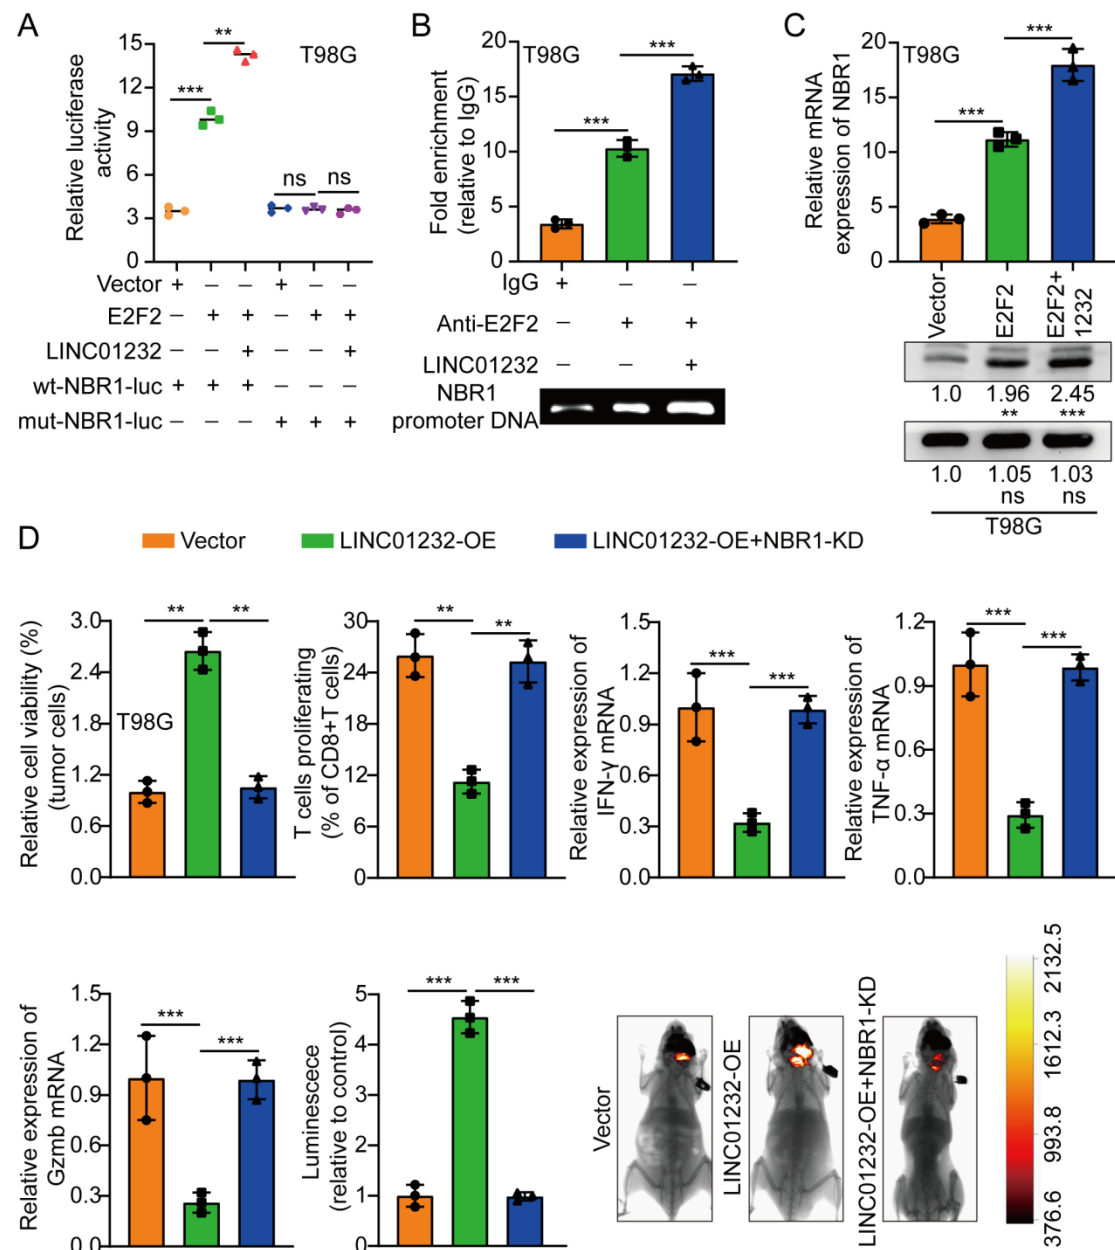 A
Relative luciferase
activity
15
12
9
6
3
0
T98G
***
**
ns
ns
Vector + − − + − −
E2F2 − + + − + +
LINC01232 − − + − − +
wt-NBR1-luc + + + − − −
mut-NBR1-luc − − − + + +
B
Fold enrichment
(relative to IgG)
20
15
10
5
0
T98G
***
***
IgG + − −
Anti-E2F2 − + +
LINC01232 − − +
NBR1
promoter DNA
C
Relative mRNA
expression of NBR1
20
15
10
5
0
T98G
***
***
Vector
E2F2
E2F2+
1232
1.0 1.96 2.45
** ***
1.0 1.05 1.03
ns ns
T98G
D
Vector
LINC01232-OE
LINC01232-OE+NBR1-KD
Relative cell viability (%)
(tumor cells)
3.0
2.4
1.8
1.2
0.6
0.0
T98G
**
**
T cells proliferating
(% of CD8+T cells)
30
24
18
12
6
0
**
**
Relative expression of
IFN-γ mRNA
1.5
1.2
0.9
0.6
0.3
0.0
***
***
Relative expression of
TNF-α mRNA
1.2
0.9
0.6
0.3
0.0
***
***
Relative expression of
Gzmb mRNA
1.5
1.2
0.9
0.6
0.3
0.0
***
***
Luminescece
(relative to control)
5
4
3
2
1
0
***
***
Vector
LINC01232-OE
LINC01232-OE+NBR1-KD
2132.5
1612.3
993.8
376.6